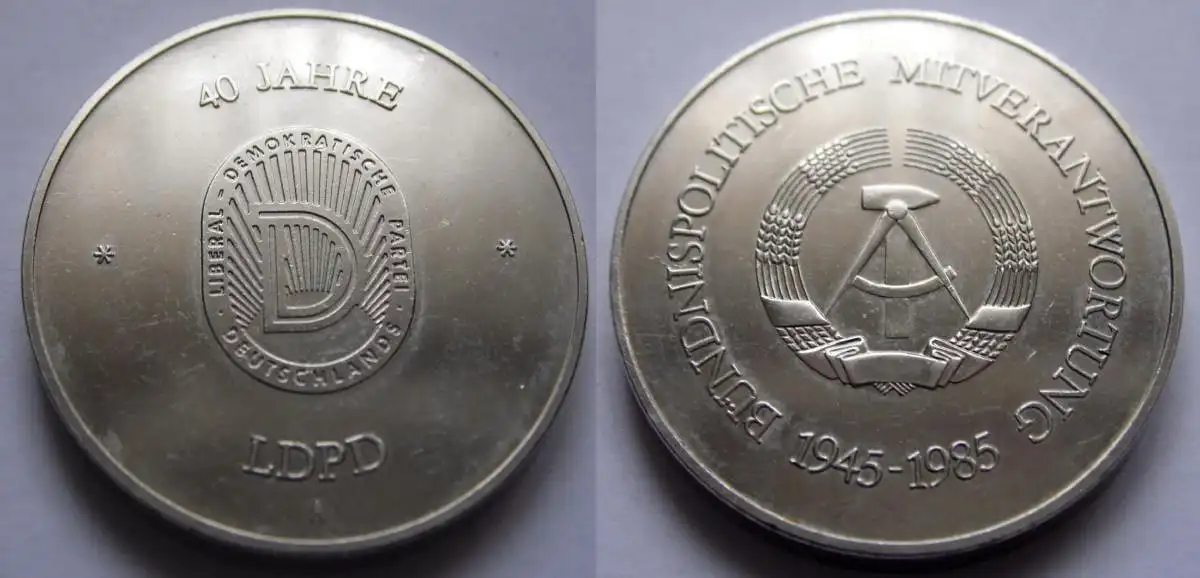 40 JAHRE
LIBERAL - DEMOKRATISCHE PARTEI
· DEUTSCHLANDS ·
D
LDPD
BÜNDNISPOLITISCHE MITVERANTWORTUNG
1945-1985